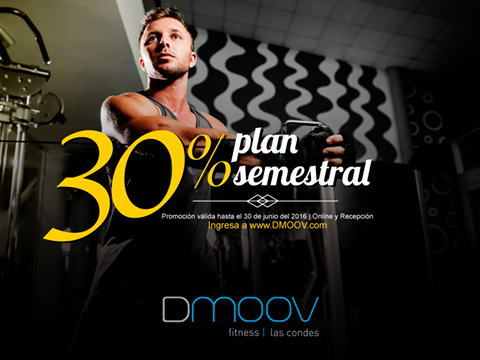 30% plan
semestral
Promoción válida hasta el 30 de junio del 2016 | Online y Recepción
Ingresa a www.DMOOV.com
DMOOV
fitness | las condes